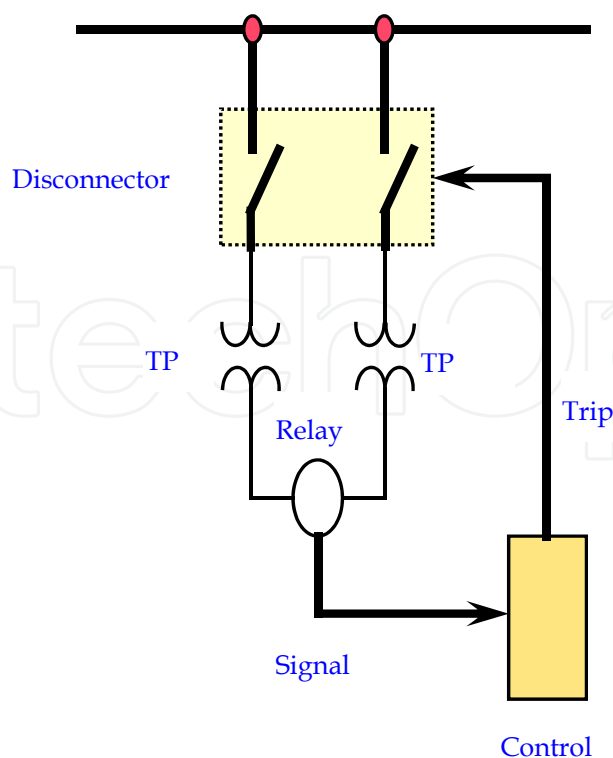 Disconnector
TP
TP
Relay
Trip
Signal
Control